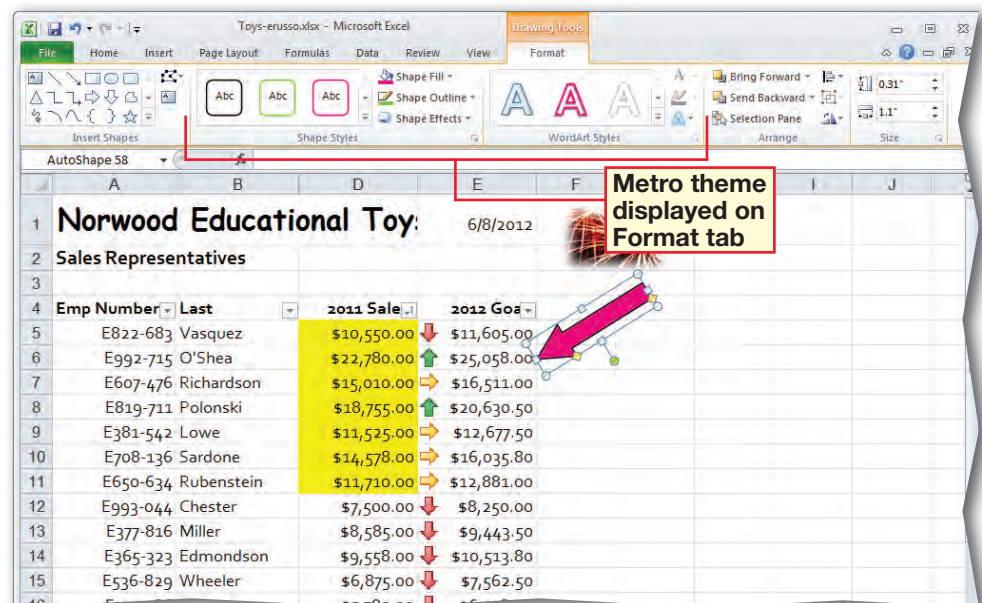 Toys-erusso.xlsx - Microsoft Excel
Drawing Tools
File Home Insert Page Layout Formulas Data Review View Format
Abc Abc Abc
Shape Fill
Shape Outline
Shape Effects
A A A
Bring Forward
Send Backward
Selection Pane
0.31"
1.1"
Insert Shapes Shape Styles WordArt Styles Arrange Size
AutoShape 58 fx
A B D E F I J
Metro theme
displayed on
Format tab
1 Norwood Educational Toy 6/8/2012
2 Sales Representatives
3
4 Emp Number Last 2011 Sale 2012 Goa
5 E822-683 Vasquez $10,550.00 $11,605.00
6 E992-715 O'Shea $22,780.00 $25,058.00
7 E607-476 Richardson $15,010.00 $16,511.00
8 E819-711 Polonski $18,755.00 $20,630.50
9 E381-542 Lowe $11,525.00 $12,677.50
10 E708-136 Sardone $14,578.00 $16,035.80
11 E650-634 Rubenstein $11,710.00 $12,881.00
12 E993-044 Chester $7,500.00 $8,250.00
13 E377-816 Miller $8,585.00 $9,443.50
14 E365-323 Edmondson $9,558.00 $10,513.80
15 E536-829 Wheeler $6,875.00 $7,562.50